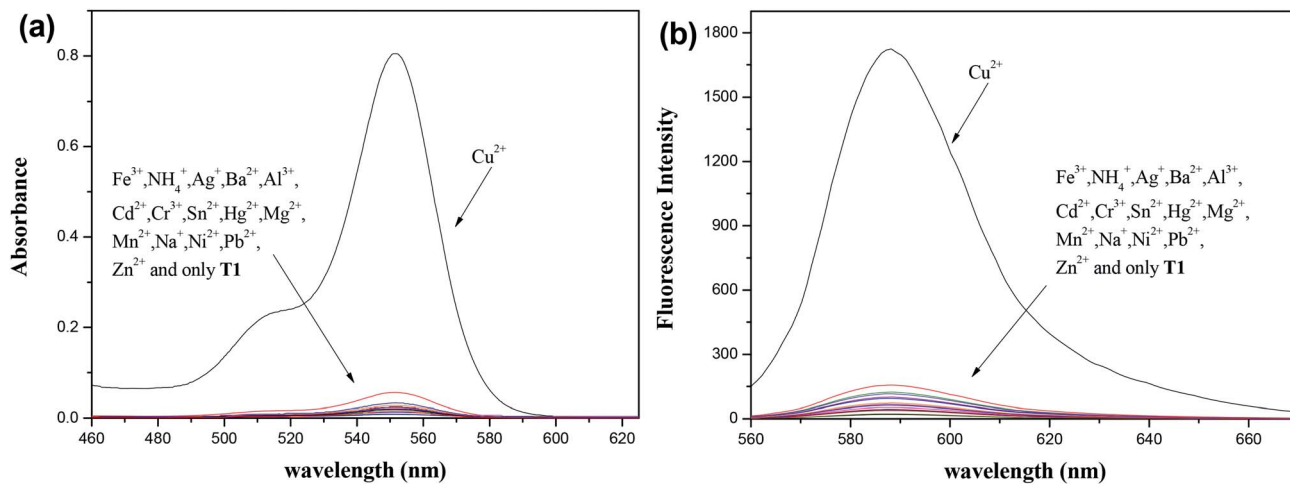 (a)
0.8
0.6
0.4
0.2
0.0
Absorbance
Cu²⁺
Fe³⁺,NH₄⁺,Ag⁺,Ba²⁺,Al³⁺,
Cd²⁺,Cr³⁺,Sn²⁺,Hg²⁺,Mg²⁺,
Mn²⁺,Na⁺,Ni²⁺,Pb²⁺,
Zn²⁺ and only T1
460 480 500 520 540 560 580 600 620
wavelength (nm)
(b)
1800
1500
1200
900
600
300
0
Fluorescence Intensity
Cu²⁺
Fe³⁺,NH₄⁺,Ag⁺,Ba²⁺,Al³⁺,
Cd²⁺,Cr³⁺,Sn²⁺,Hg²⁺,Mg²⁺,
Mn²⁺,Na⁺,Ni²⁺,Pb²⁺,
Zn²⁺ and only T1
560 580 600 620 640 660
wavelength (nm)